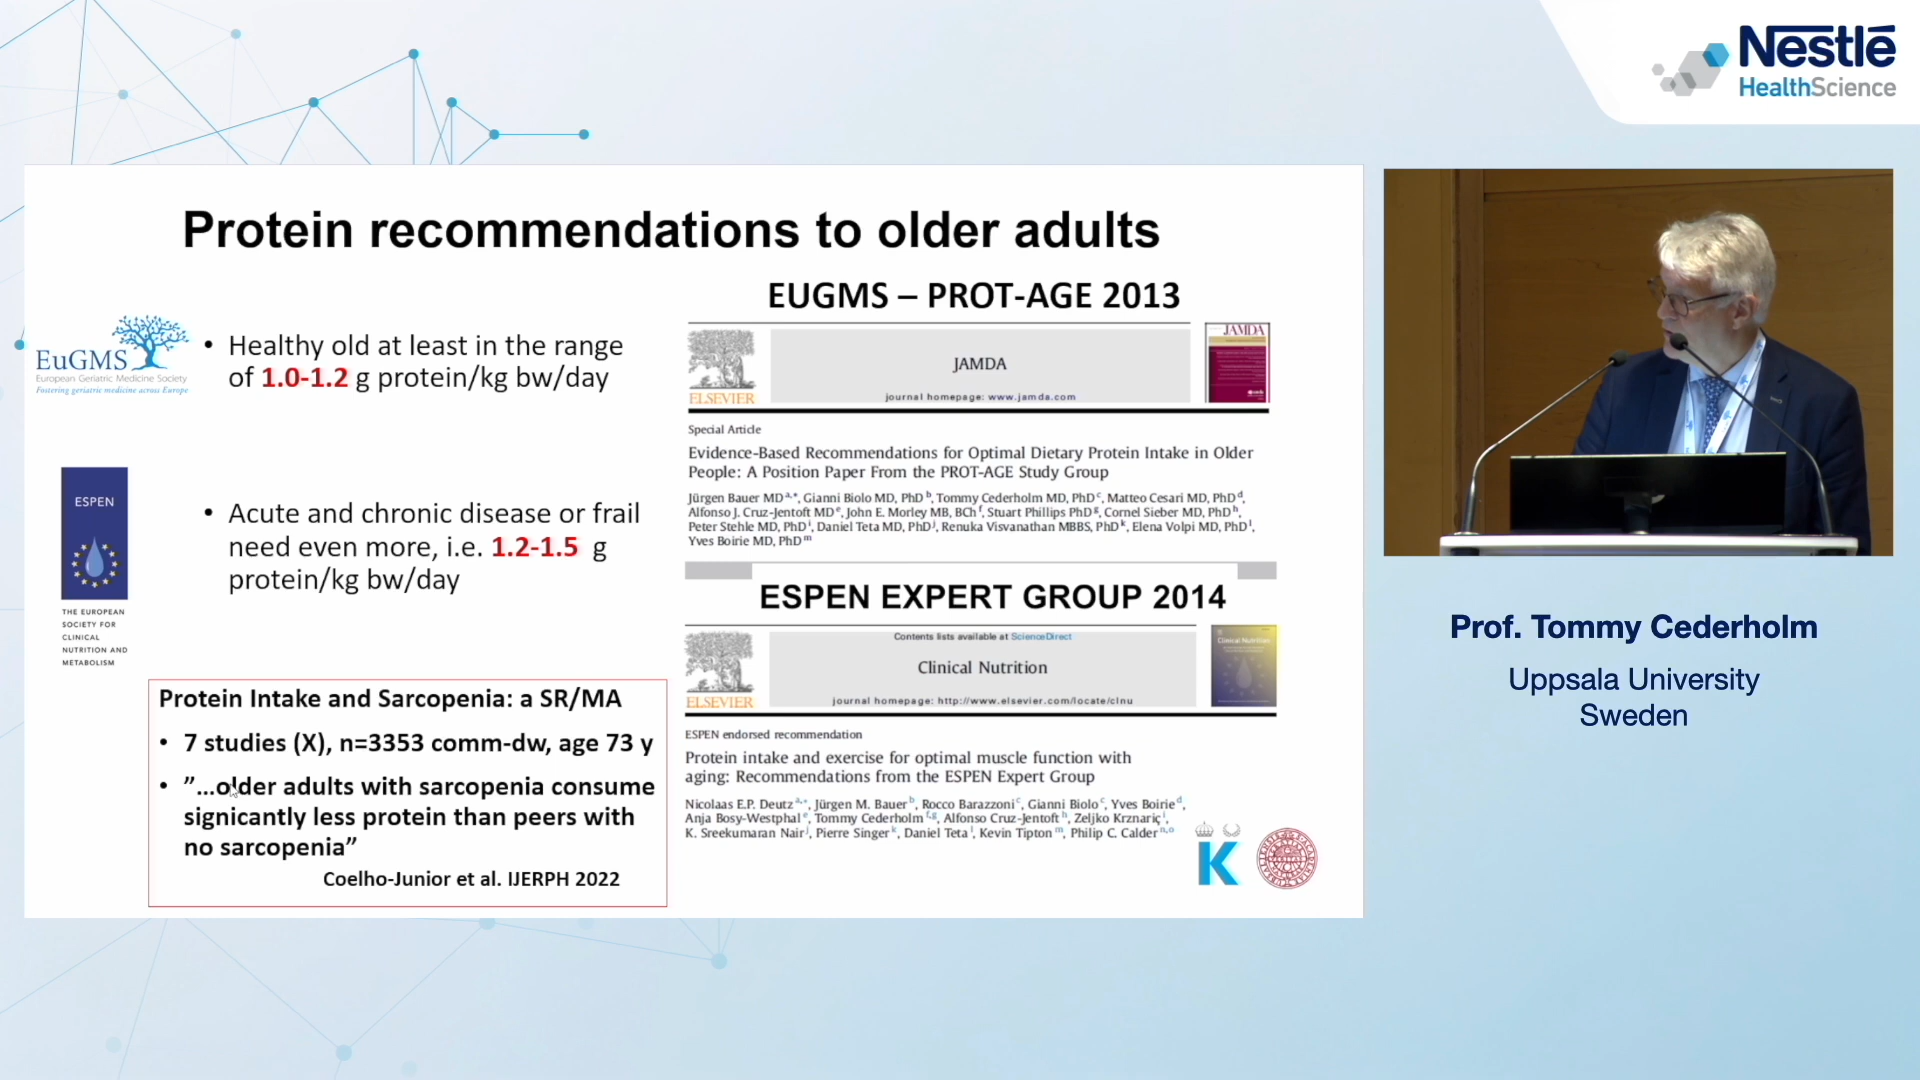 Nestlé
HealthScience
Protein recommendations to older adults
EuGMS
European Geriatric Medicine Society
Fostering geriatric medicine across Europe
• Healthy old at least in the range
of 1.0-1.2 g protein/kg bw/day
ESPEN
THE EUROPEAN
SOCIETY FOR
CLINICAL
NUTRITION AND
METABOLISM
• Acute and chronic disease or frail
need even more, i.e. 1.2-1.5 g
protein/kg bw/day
Protein Intake and Sarcopenia: a SR/MA
• 7 studies (X), n=3353 comm-dw, age 73 y
• ”...older adults with sarcopenia consume
signicantly less protein than peers with
no sarcopenia”
Coelho-Junior et al. IJERPH 2022
EUGMS – PROT-AGE 2013
ELSEVIER
JAMDA
journal homepage: www.jamda.com
JAMDA
Special Article
Evidence-Based Recommendations for Optimal Dietary Protein Intake in Older
People: A Position Paper From the PROT-AGE Study Group
Jürgen Bauer MD a,*, Gianni Biolo MD, PhD b, Tommy Cederholm MD, PhD c, Matteo Cesari MD, PhD d,
Alfonso J. Cruz-Jentoft MD e, John E. Morley MB, BCh f, Stuart Phillips PhD g, Cornel Sieber MD, PhD h,
Peter Stehle MD, PhD i, Daniel Teta MD, PhD j, Renuka Visvanathan MBBS, PhD k, Elena Volpi MD, PhD l,
Yves Boirie MD, PhD m
ESPEN EXPERT GROUP 2014
ELSEVIER
Contents lists available at ScienceDirect
Clinical Nutrition
journal homepage: http://www.elsevier.com/locate/clnu
Clinical Nutrition
ESPEN endorsed recommendation
Protein intake and exercise for optimal muscle function with
aging: Recommendations from the ESPEN Expert Group
Nicolaas E.P. Deutz a,*, Jürgen M. Bauer b, Rocco Barazzoni c, Gianni Biolo c, Yves Boirie d,
Anja Bosy-Westphal e, Tommy Cederholm f,g, Alfonso Cruz-Jentoft h, Zeljko Krznariç i,
K. Sreekumaran Nair j, Pierre Singer k, Daniel Teta l, Kevin Tipton m, Philip C. Calder n,o
K
Prof. Tommy Cederholm
Uppsala University
Sweden